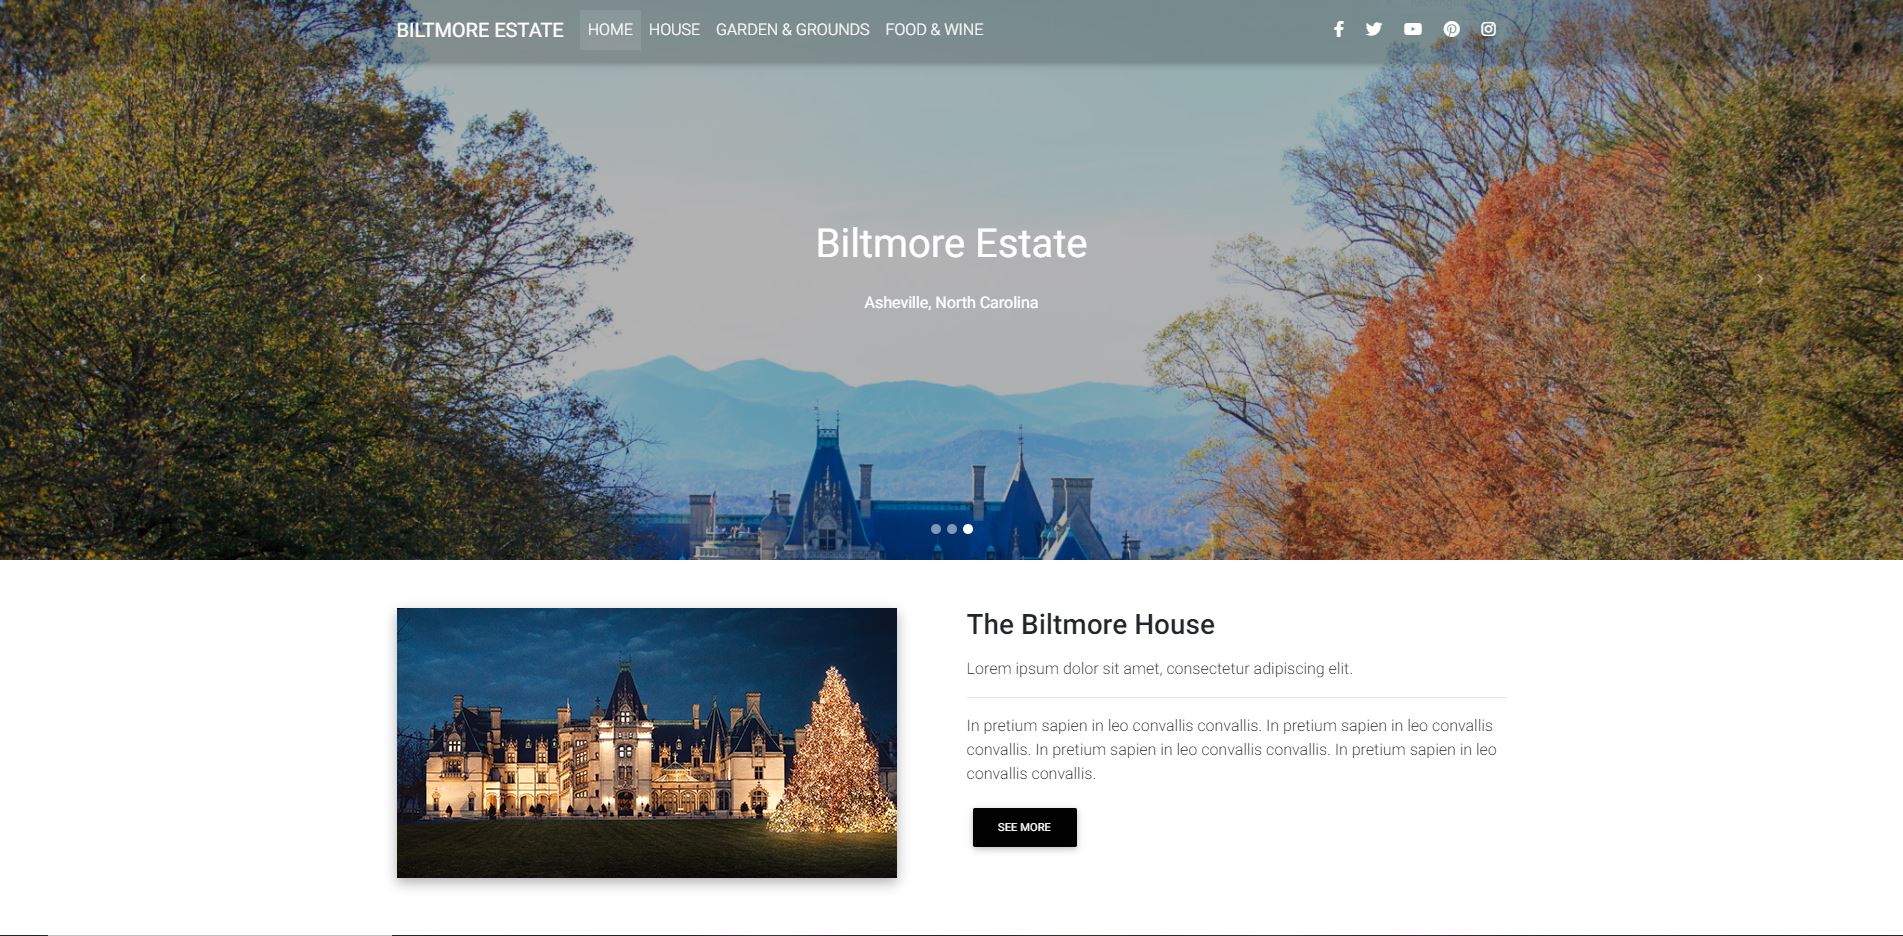 BILTMORE ESTATE HOME HOUSE GARDEN & GROUNDS FOOD & WINE
Biltmore Estate
Asheville, North Carolina
The Biltmore House
Lorem ipsum dolor sit amet, consectetur adipiscing elit.
In pretium sapien in leo convallis convallis. In pretium sapien in leo convallis
convallis. In pretium sapien in leo convallis convallis. In pretium sapien in leo
convallis convallis.
SEE MORE